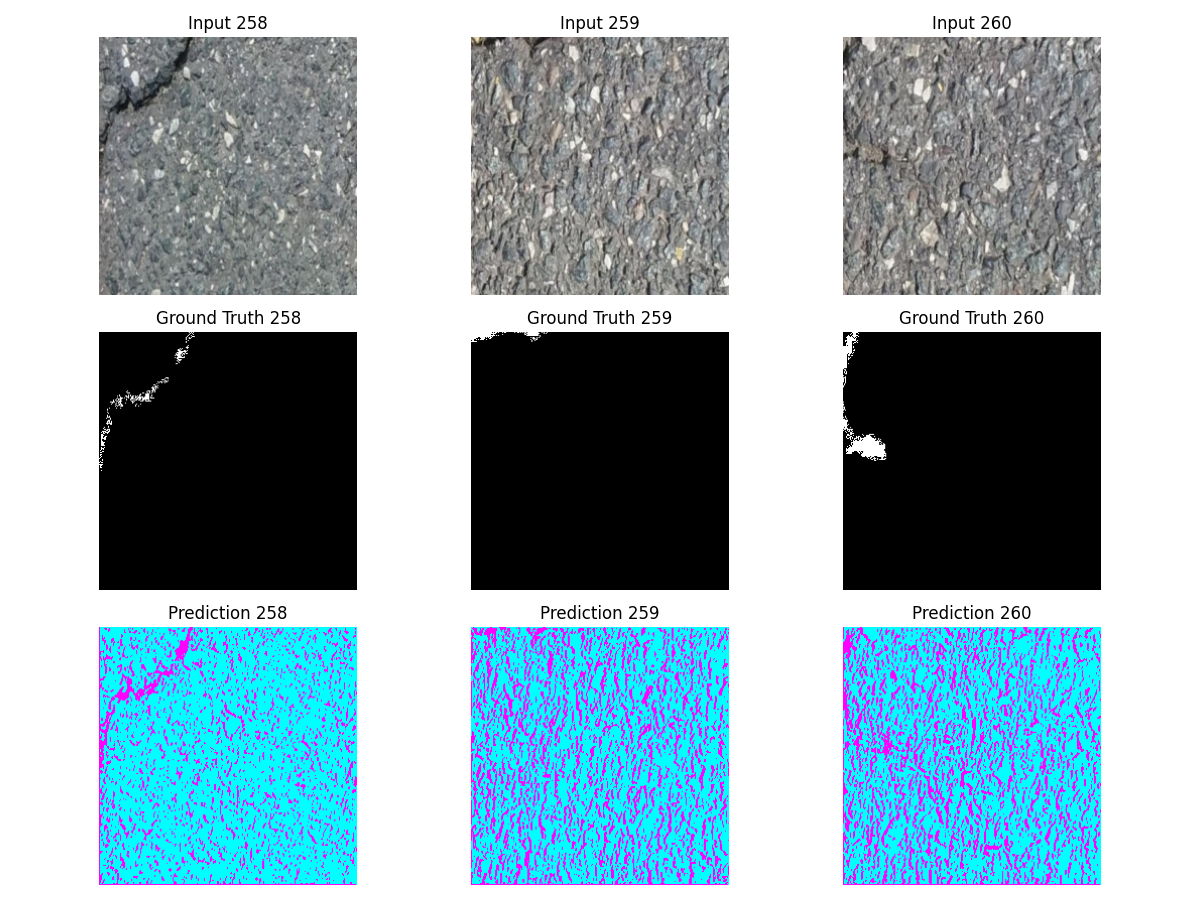 Input 258
Input 259
Input 260
Ground Truth 258
Ground Truth 259
Ground Truth 260
Prediction 258
Prediction 259
Prediction 260